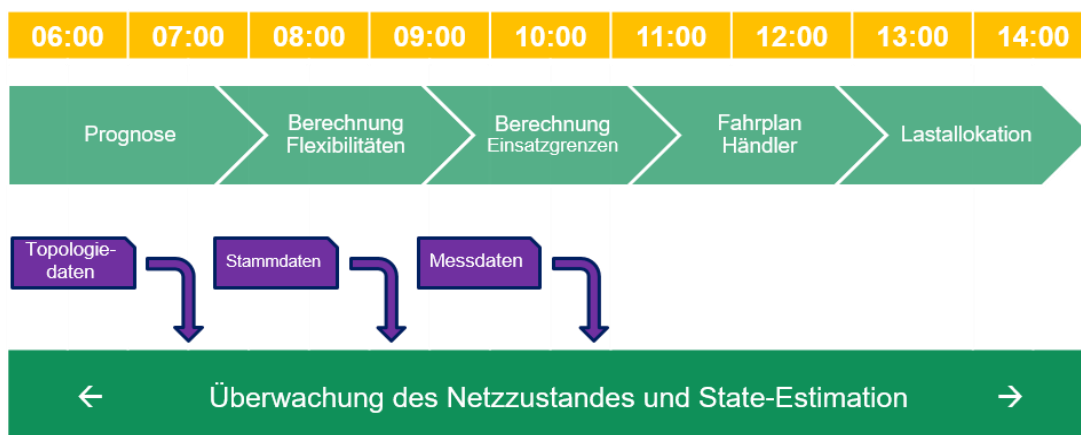 06:00 07:00 08:00 09:00 10:00 11:00 12:00 13:00 14:00
Prognose
Berechnung
Flexibilitäten
Berechnung
Einsatzgrenzen
Fahrplan
Händler
Lastallokation
Topologie-
daten
Stammdaten
Messdaten
← Überwachung des Netzzustandes und State-Estimation →